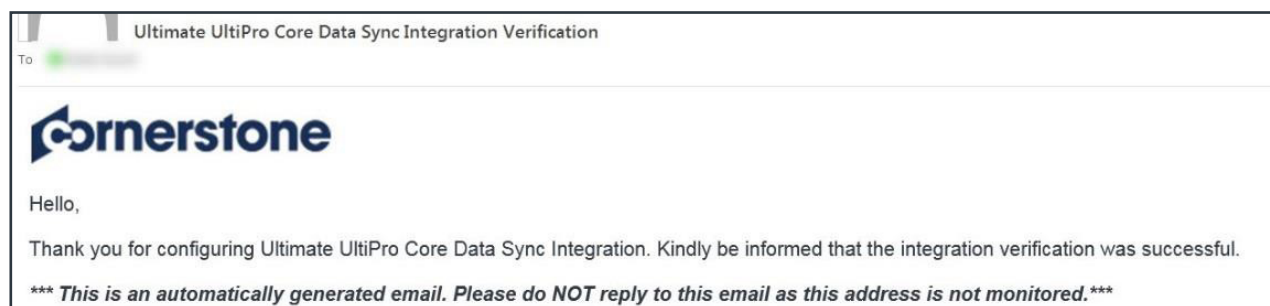 Ultimate UltiPro Core Data Sync Integration Verification
To
Cornerstone
Hello,
Thank you for configuring Ultimate UltiPro Core Data Sync Integration. Kindly be informed that the integration verification was successful.
*** This is an automatically generated email. Please do NOT reply to this email as this address is not monitored.***